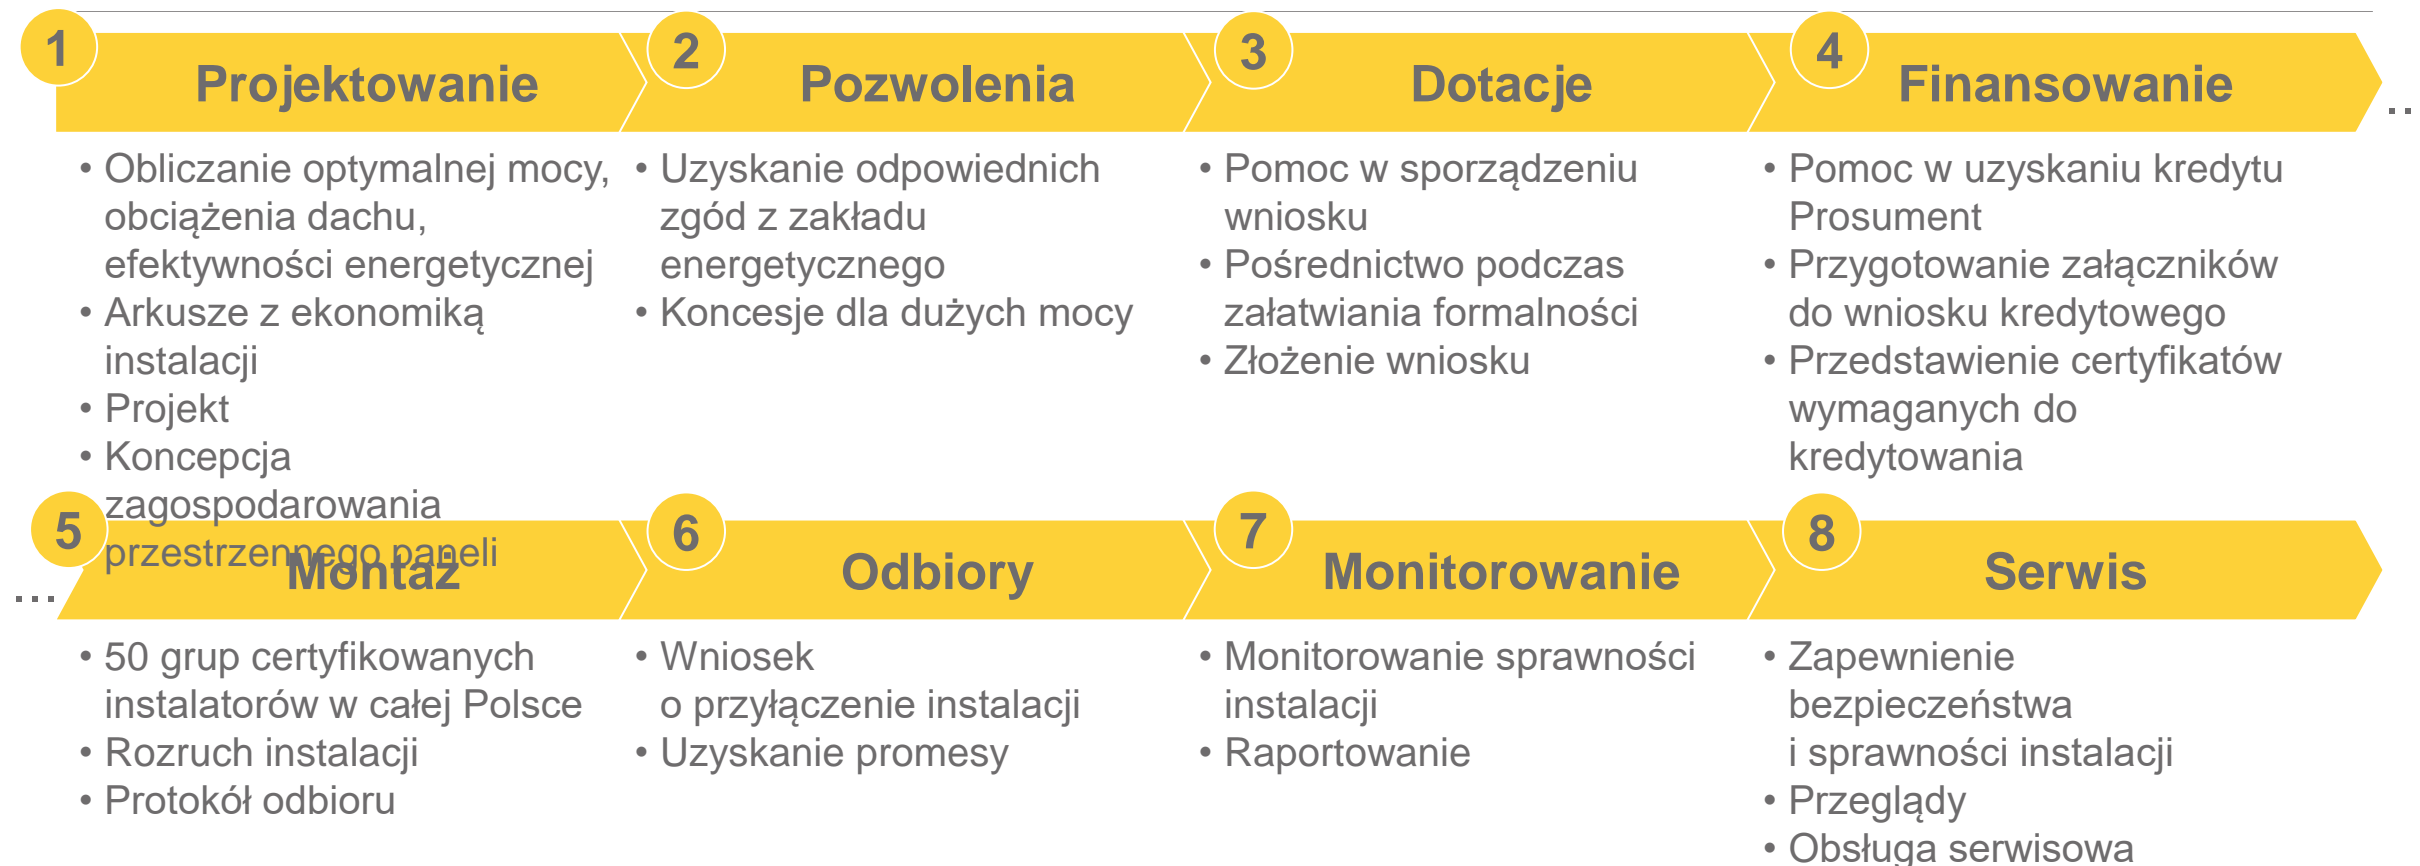 1
Projektowanie
• Obliczanie optymalnej mocy,
obciążenia dachu,
efektywności energetycznej
• Arkusze z ekonomiką
instalacji
• Projekt
• Koncepcja
zagospodarowania
przestrzennego paneli
2
Pozwolenia
• Uzyskanie odpowiednich
zgód z zakładu
energetycznego
• Koncesje dla dużych mocy
3
Dotacje
• Pomoc w sporządzeniu
wniosku
• Pośrednictwo podczas
załatwiania formalności
• Złożenie wniosku
4
Finansowanie
• Pomoc w uzyskaniu kredytu
Prosument
• Przygotowanie załączników
do wniosku kredytowego
• Przedstawienie certyfikatów
wymaganych do
kredytowania
...
...
5
Montaż
• 50 grup certyfikowanych
instalatorów w całej Polsce
• Rozruch instalacji
• Protokół odbioru
6
Odbiory
• Wniosek
o przyłączenie instalacji
• Uzyskanie promesy
7
Monitorowanie
• Monitorowanie sprawności
instalacji
• Raportowanie
8
Serwis
• Zapewnienie
bezpieczeństwa
i sprawności instalacji
• Przeglądy
• Obsługa serwisowa